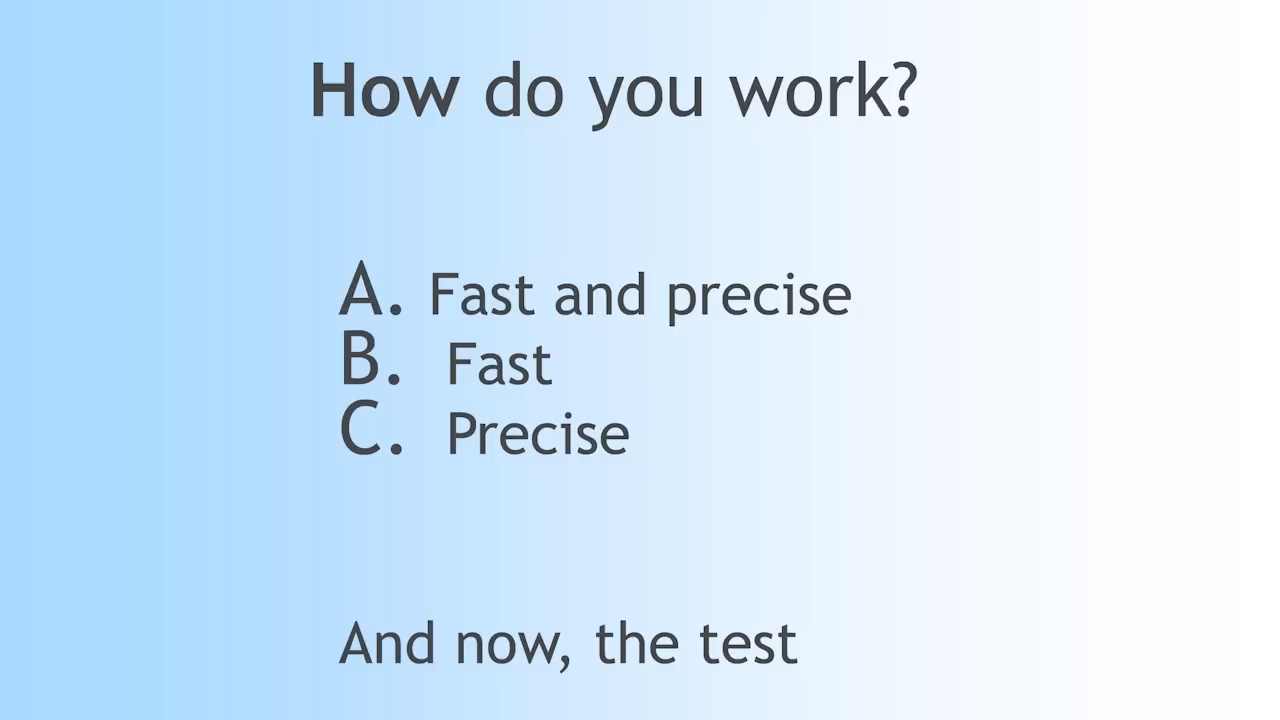 How do you work?
A. Fast and precise
B. Fast
C. Precise
And now, the test